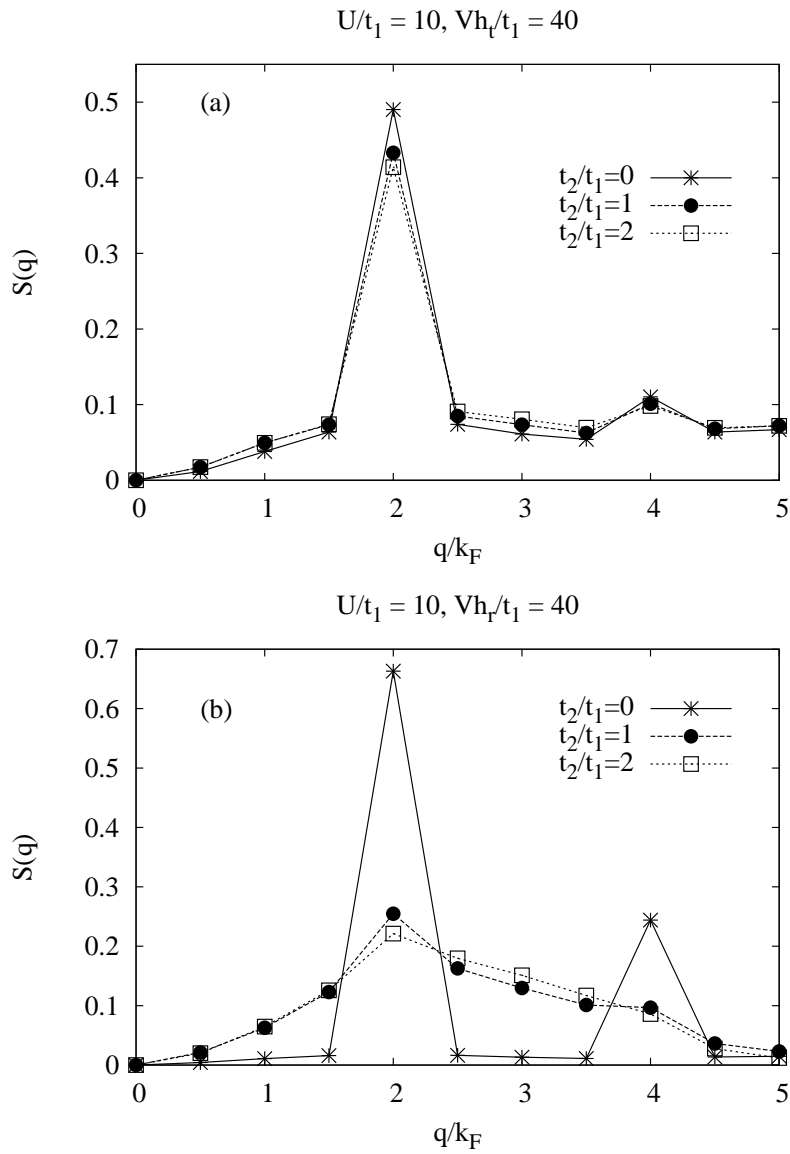 U/t1 = 10, Vht/t1 = 40
(a)
t2/t1=0
t2/t1=1
t2/t1=2
S(q)
0.5
0.4
0.3
0.2
0.1
0
0 1 2 3 4 5
q/kF
U/t1 = 10, Vhr/t1 = 40
(b)
t2/t1=0
t2/t1=1
t2/t1=2
S(q)
0.7
0.6
0.5
0.4
0.3
0.2
0.1
0
0 1 2 3 4 5
q/kF